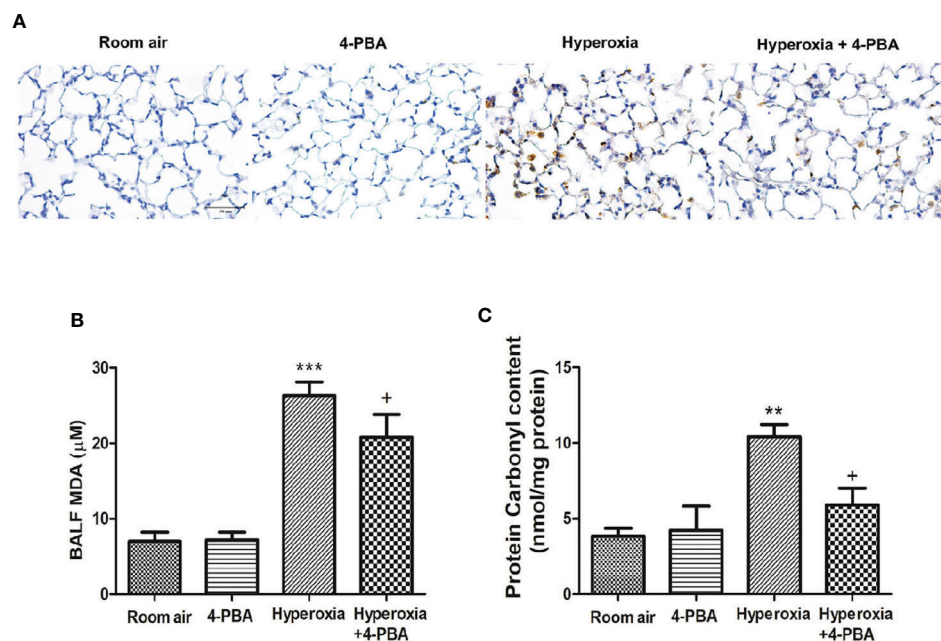 A
Room air
4-PBA
Hyperoxia
Hyperoxia + 4-PBA
B
BALF MDA (μM)
30
20
10
0
***
+
Room air
4-PBA
Hyperoxia
Hyperoxia
+4-PBA
C
Protein Carbonyl content
(nmol/mg protein)
15
10
5
0
**
+
Room air
4-PBA
Hyperoxia
Hyperoxia
+4-PBA